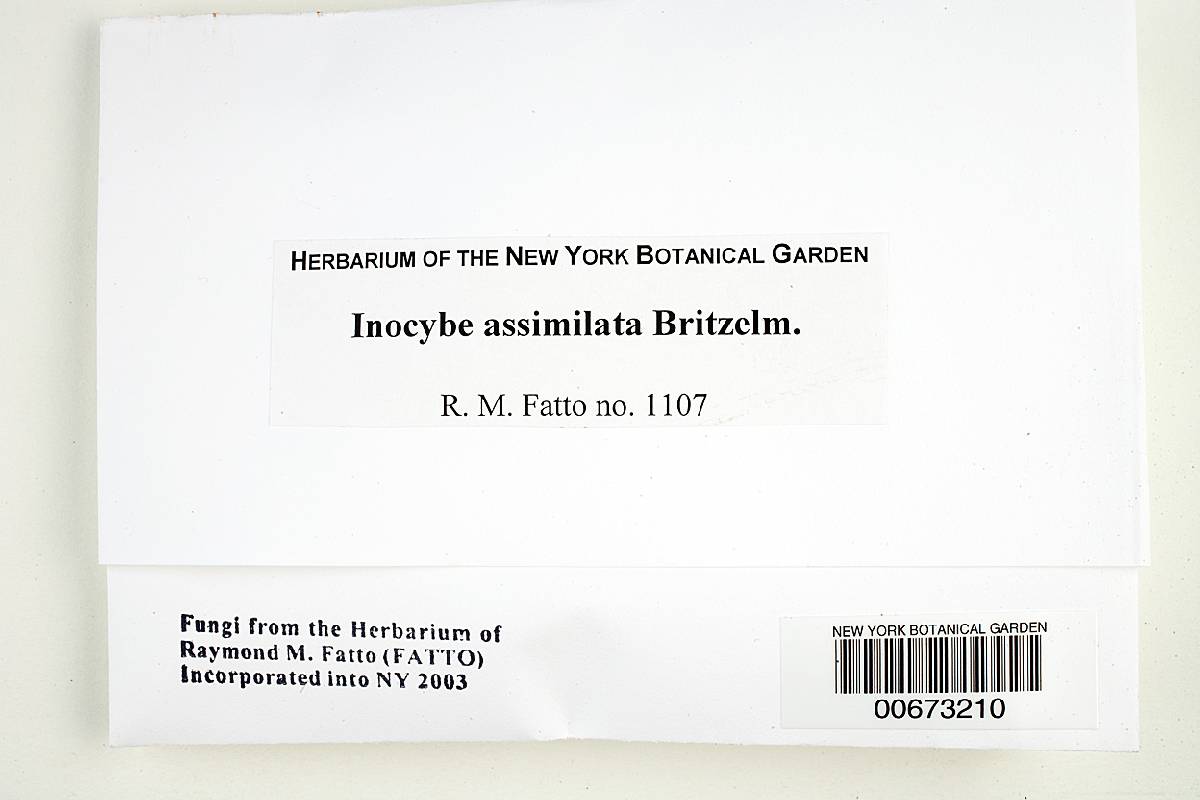 HERBARIUM OF THE NEW YORK BOTANICAL GARDEN
Inocybe assimilata Britzelm.
R. M. Fatto no. 1107
Fungi from the Herbarium of
Raymond M. Fatto (FATTO)
Incorporated into NY 2003
NEW YORK BOTANICAL GARDEN
00673210